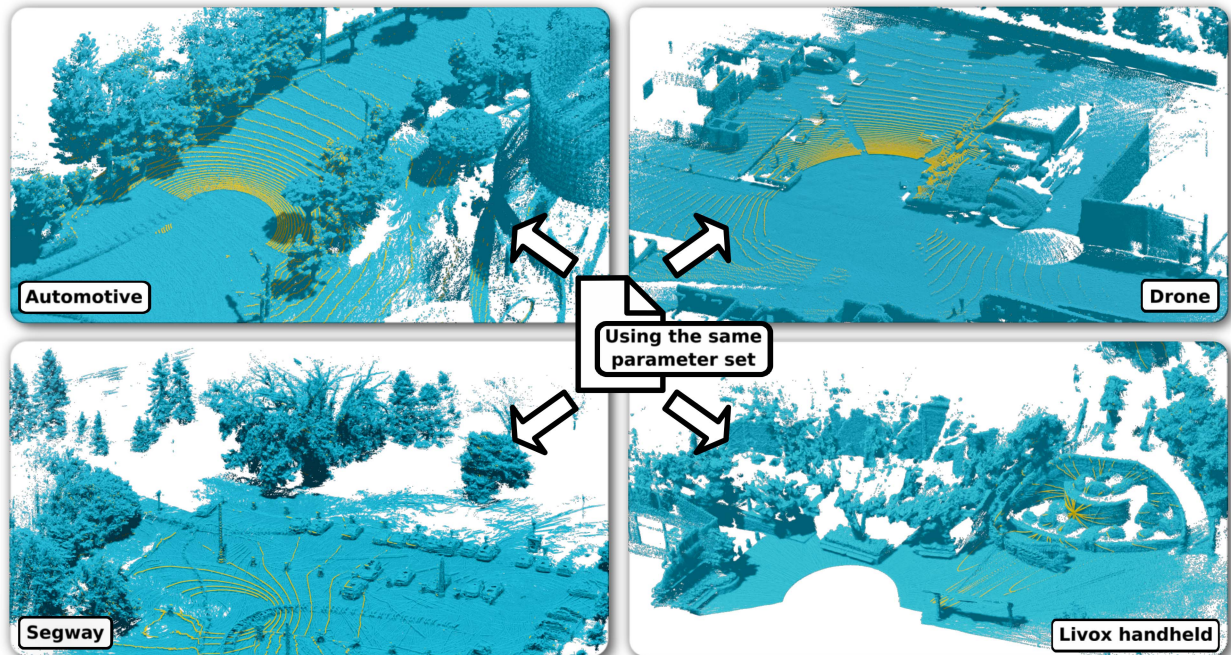 Automotive
Drone
Using the same
parameter set
Segway
Livox handheld